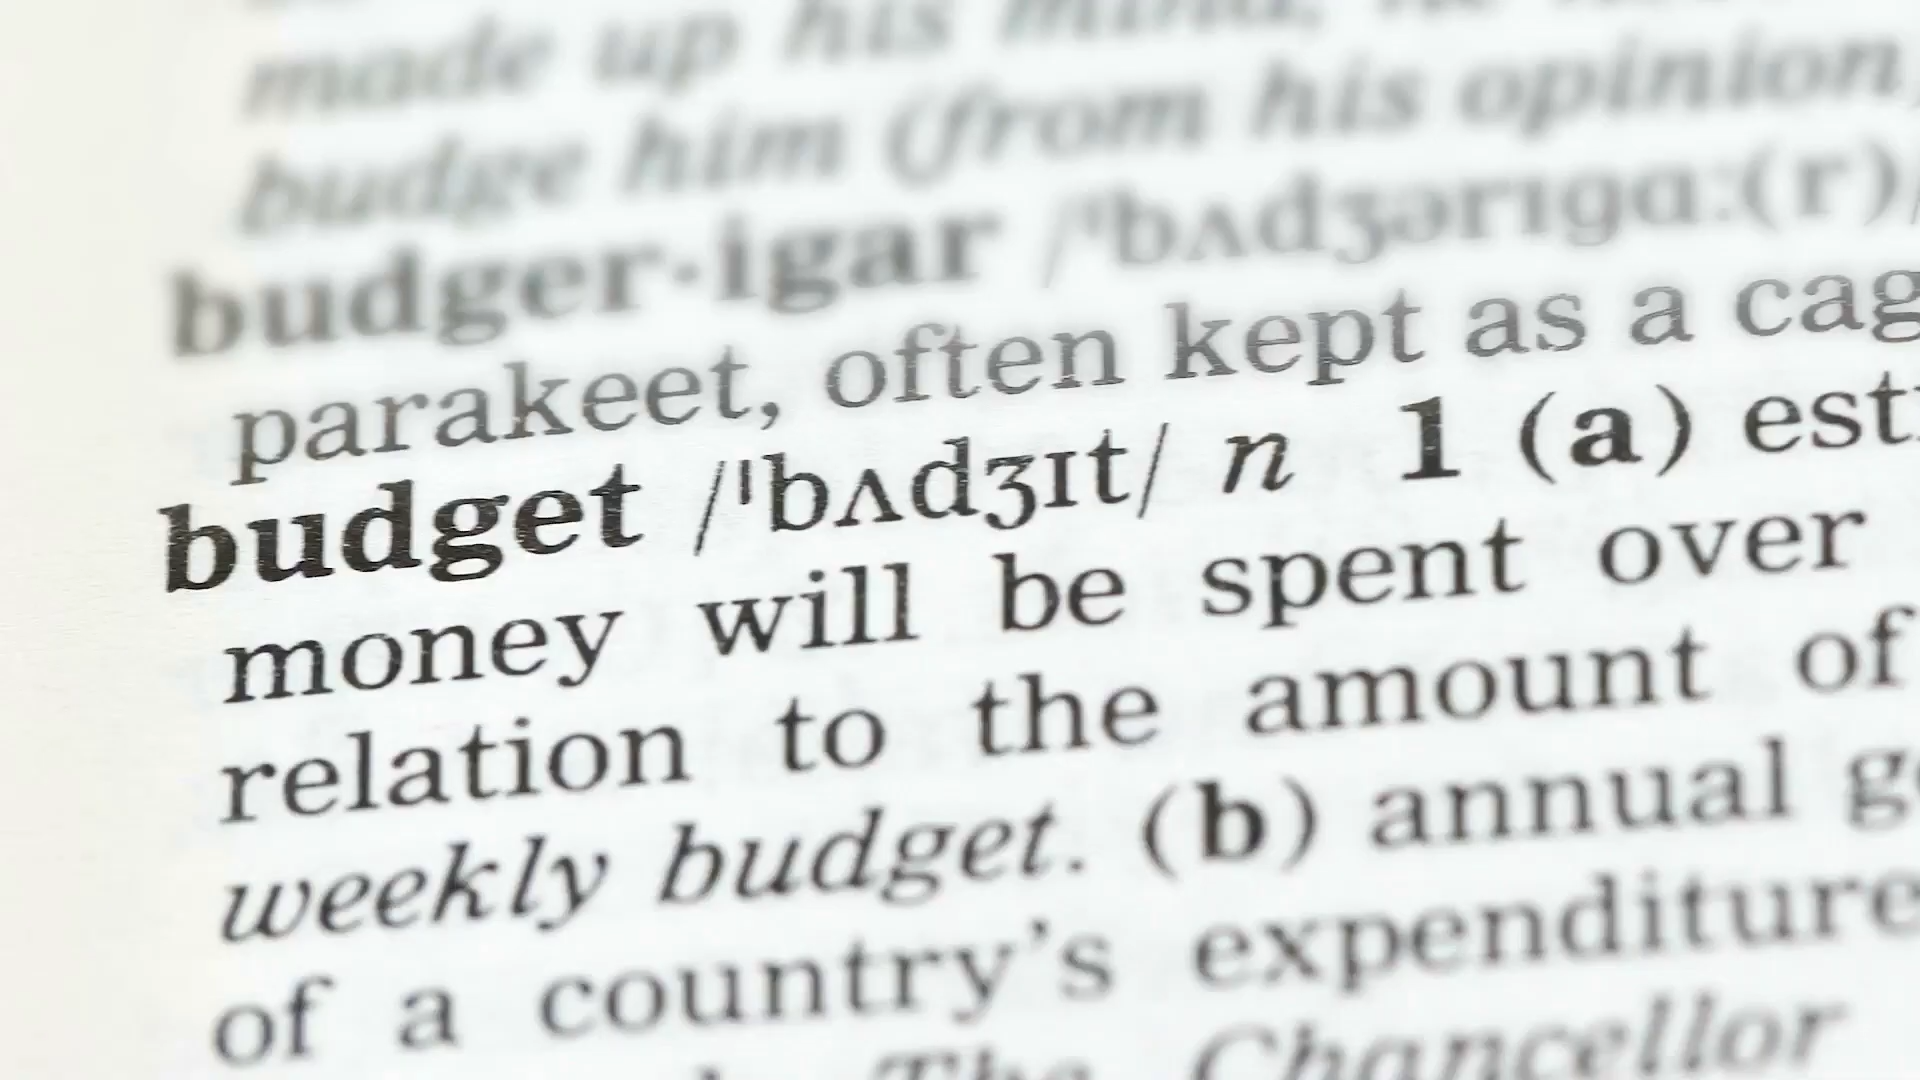 made up his mind,
budge him (from his opinion
budger·igar /ˈbʌdʒərɪgɑː(r)/
parakeet, often kept as a cag
budget /ˈbʌdʒɪt/ n 1 (a) est
money will be spent over
relation to the amount of
weekly budget. (b) annual g
of a country's expenditure
The Chancellor